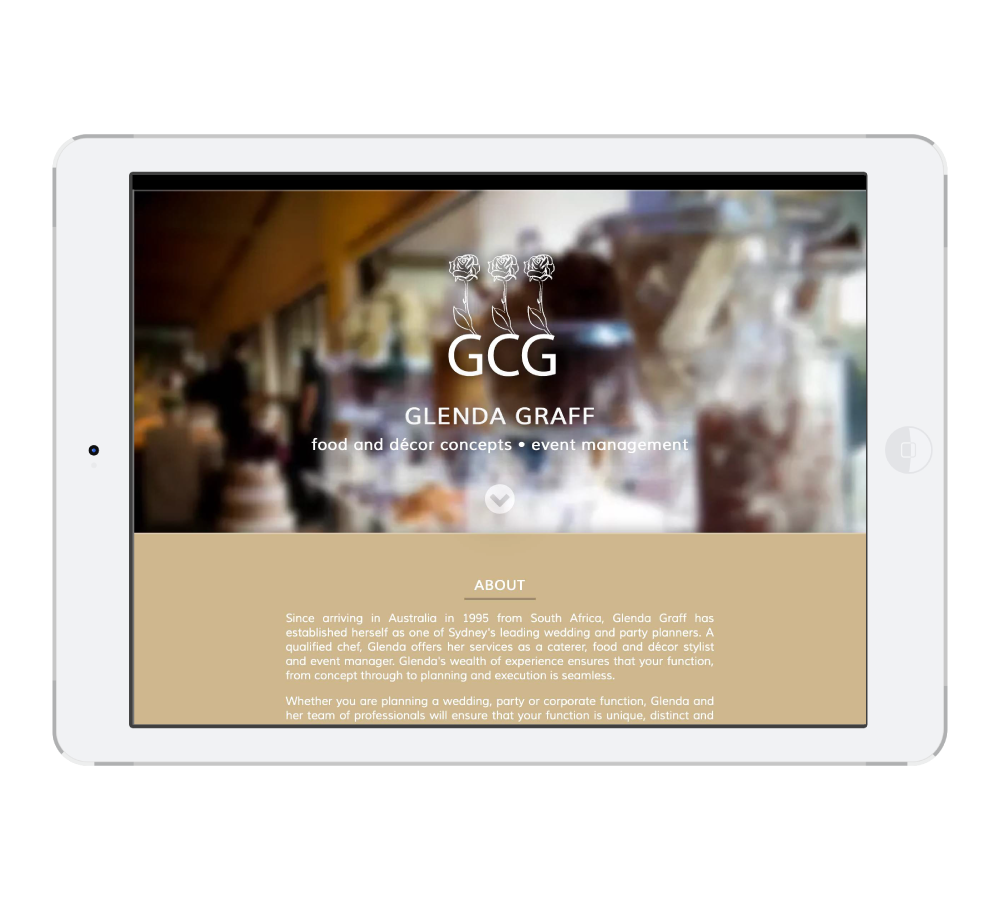 GCG
GLENDA GRAFF
food and décor concepts • event management
ABOUT
Since arriving in Australia in 1995 from South Africa, Glenda Graff has
established herself as one of Sydney's leading wedding and party planners. A
qualified chef, Glenda offers her services as a caterer, food and décor stylist
and event manager. Glenda's wealth of experience ensures that your function,
from concept through to planning and execution is seamless.
Whether you are planning a wedding, party or corporate function, Glenda and
her team of professionals will ensure that your function is unique, distinct and